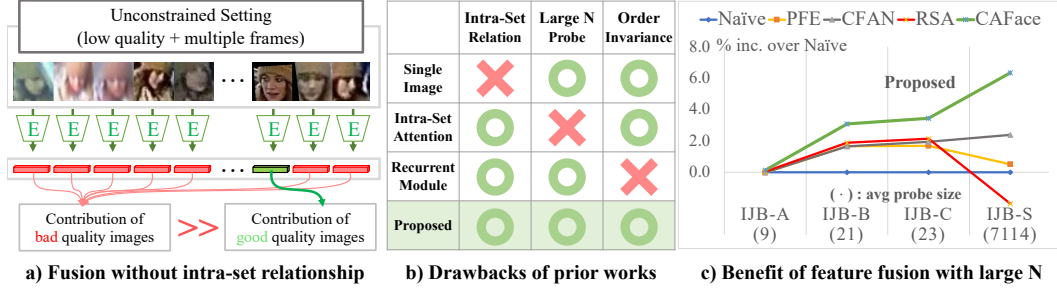 Unconstrained Setting
(low quality + multiple frames)
...
E E E E E E E E
...
Contribution of
bad quality images
>>
Contribution of
good quality images
a) Fusion without intra-set relationship
Intra-Set Relation
Large N Probe
Order Invariance
Single Image
Intra-Set Attention
Recurrent Module
Proposed
b) Drawbacks of prior works
Naïve PFE CFAN RSA CAFace
% inc. over Naïve
8.0
6.0
4.0
2.0
0.0
Proposed
( · ) : avg probe size
IJB-A IJB-B IJB-C IJB-S
(9) (21) (23) (7114)
c) Benefit of feature fusion with large N